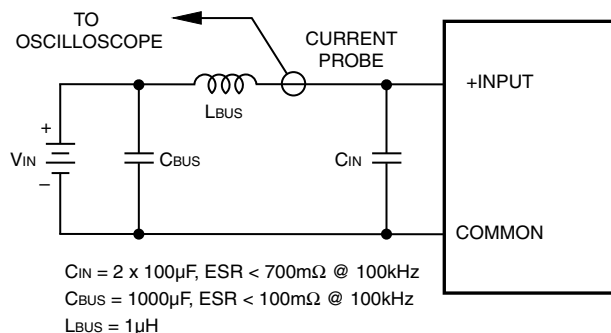 TO
OSCILLOSCOPE
CURRENT
PROBE
+INPUT
LBUS
+
VIN
CBUS
CIN
–
COMMON
CIN = 2 x 100µF, ESR < 700mΩ @ 100kHz
CBUS = 1000µF, ESR < 100mΩ @ 100kHz
LBUS = 1µH